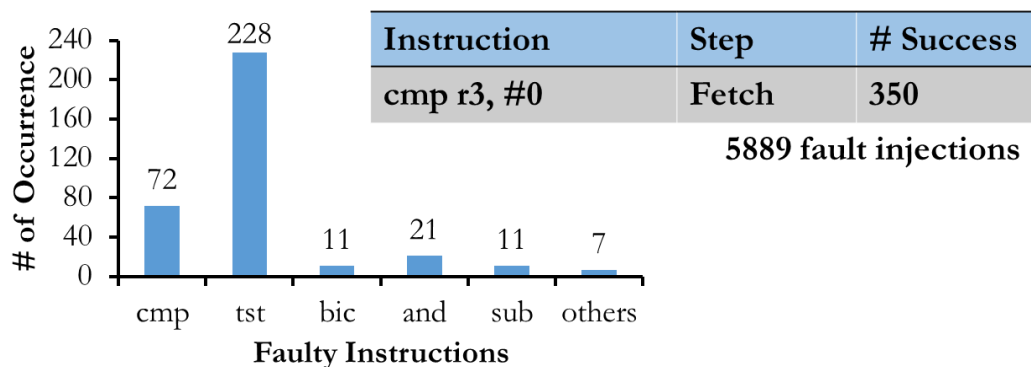 Instruction Step # Success
cmp r3, #0 Fetch 350
5889 fault injections
# of Occurrence
240
200
160
120
80
40
0
72
228
11
21
11
7
cmp tst bic and sub others
Faulty Instructions